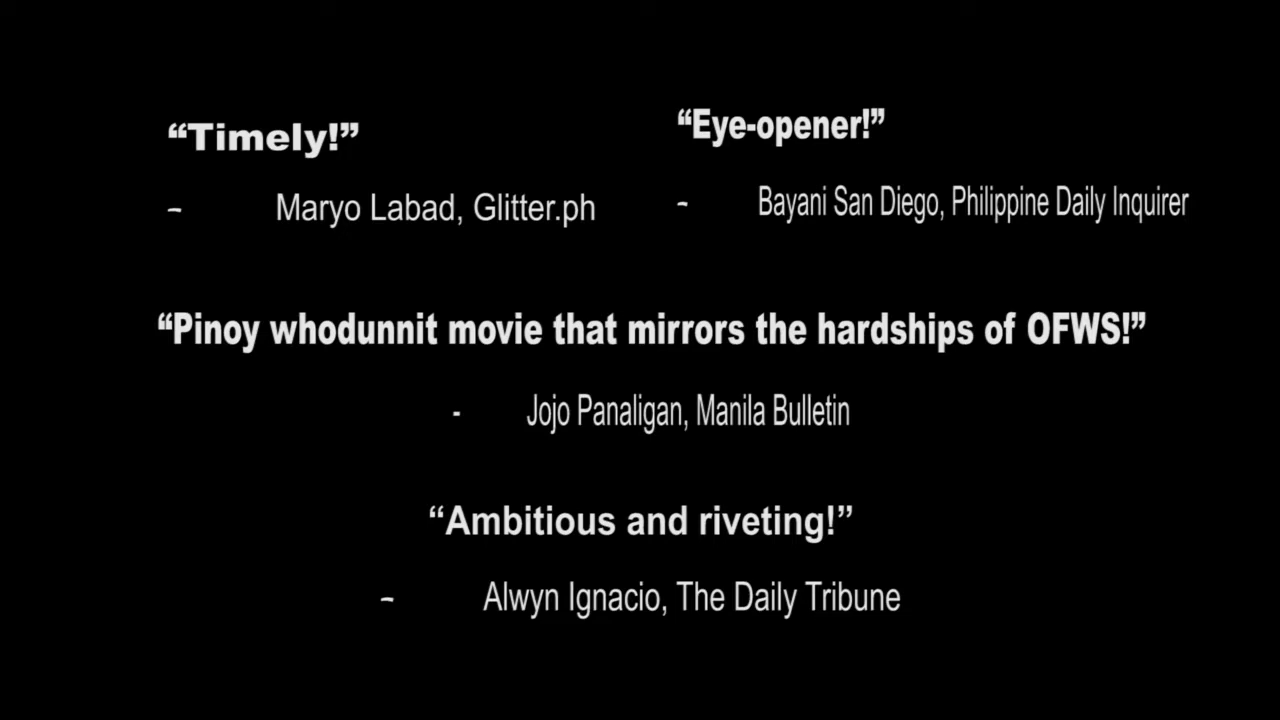 “Timely!”
– Maryo Labad, Glitter.ph
“Eye-opener!”
– Bayani San Diego, Philippine Daily Inquirer
“Pinoy whodunnit movie that mirrors the hardships of OFWS!”
- Jojo Panaligan, Manila Bulletin
“Ambitious and riveting!”
– Alwyn Ignacio, The Daily Tribune